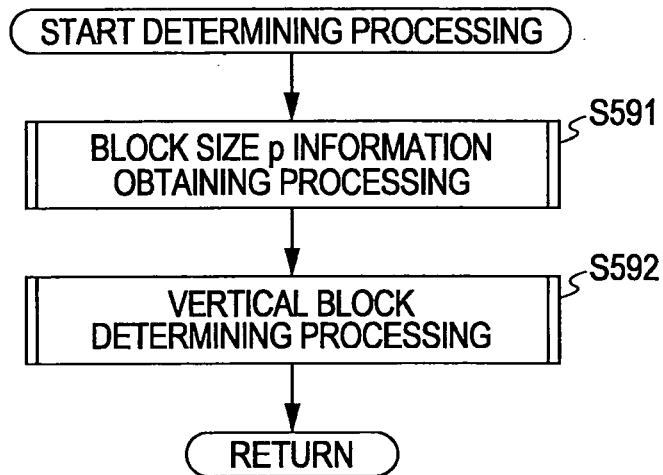 START DETERMINING PROCESSING
S591
BLOCK SIZE p INFORMATION
OBTAINING PROCESSING
S592
VERTICAL BLOCK
DETERMINING PROCESSING
RETURN